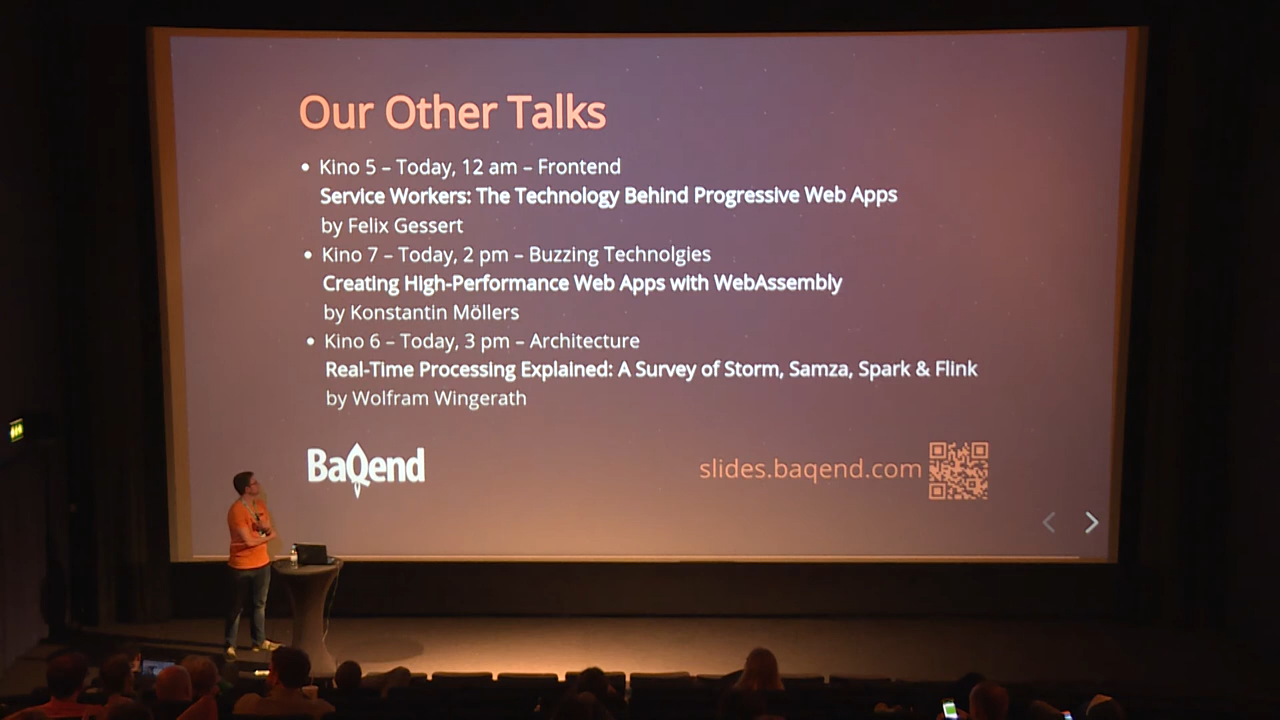 Our Other Talks
• Kino 5 – Today, 12 am – Frontend
Service Workers: The Technology Behind Progressive Web Apps
by Felix Gessert
• Kino 7 – Today, 2 pm – Buzzing Technolgies
Creating High-Performance Web Apps with WebAssembly
by Konstantin Möllers
• Kino 6 – Today, 3 pm – Architecture
Real-Time Processing Explained: A Survey of Storm, Samza, Spark & Flink
by Wolfram Wingerath
BaQend
slides.baqend.com